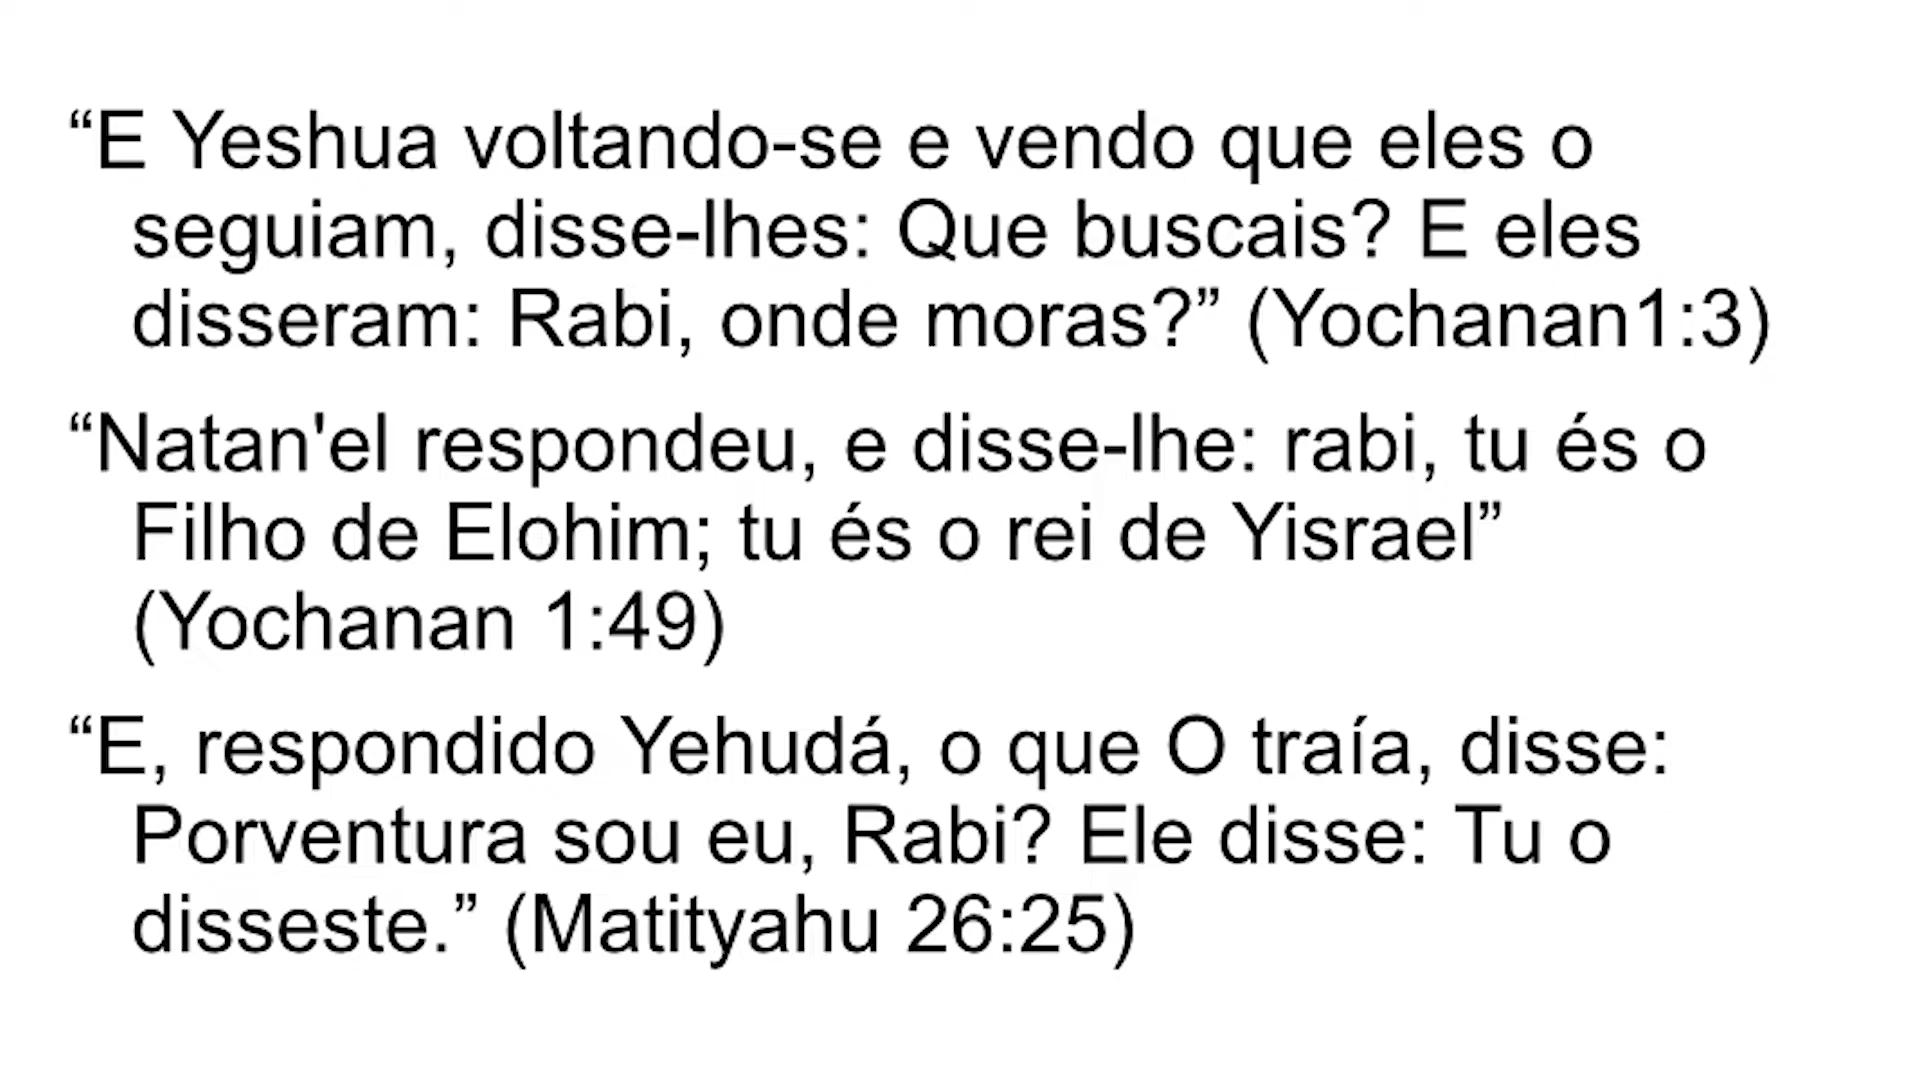 “E Yeshua voltando-se e vendo que eles o
seguiam, disse-lhes: Que buscais? E eles
disseram: Rabi, onde moras?” (Yochanan1:3)
“Natan'el respondeu, e disse-lhe: rabi, tu és o
Filho de Elohim; tu és o rei de Yisrael”
(Yochanan 1:49)
“E, respondido Yehudá, o que O traía, disse:
Porventura sou eu, Rabi? Ele disse: Tu o
disseste.” (Matityahu 26:25)